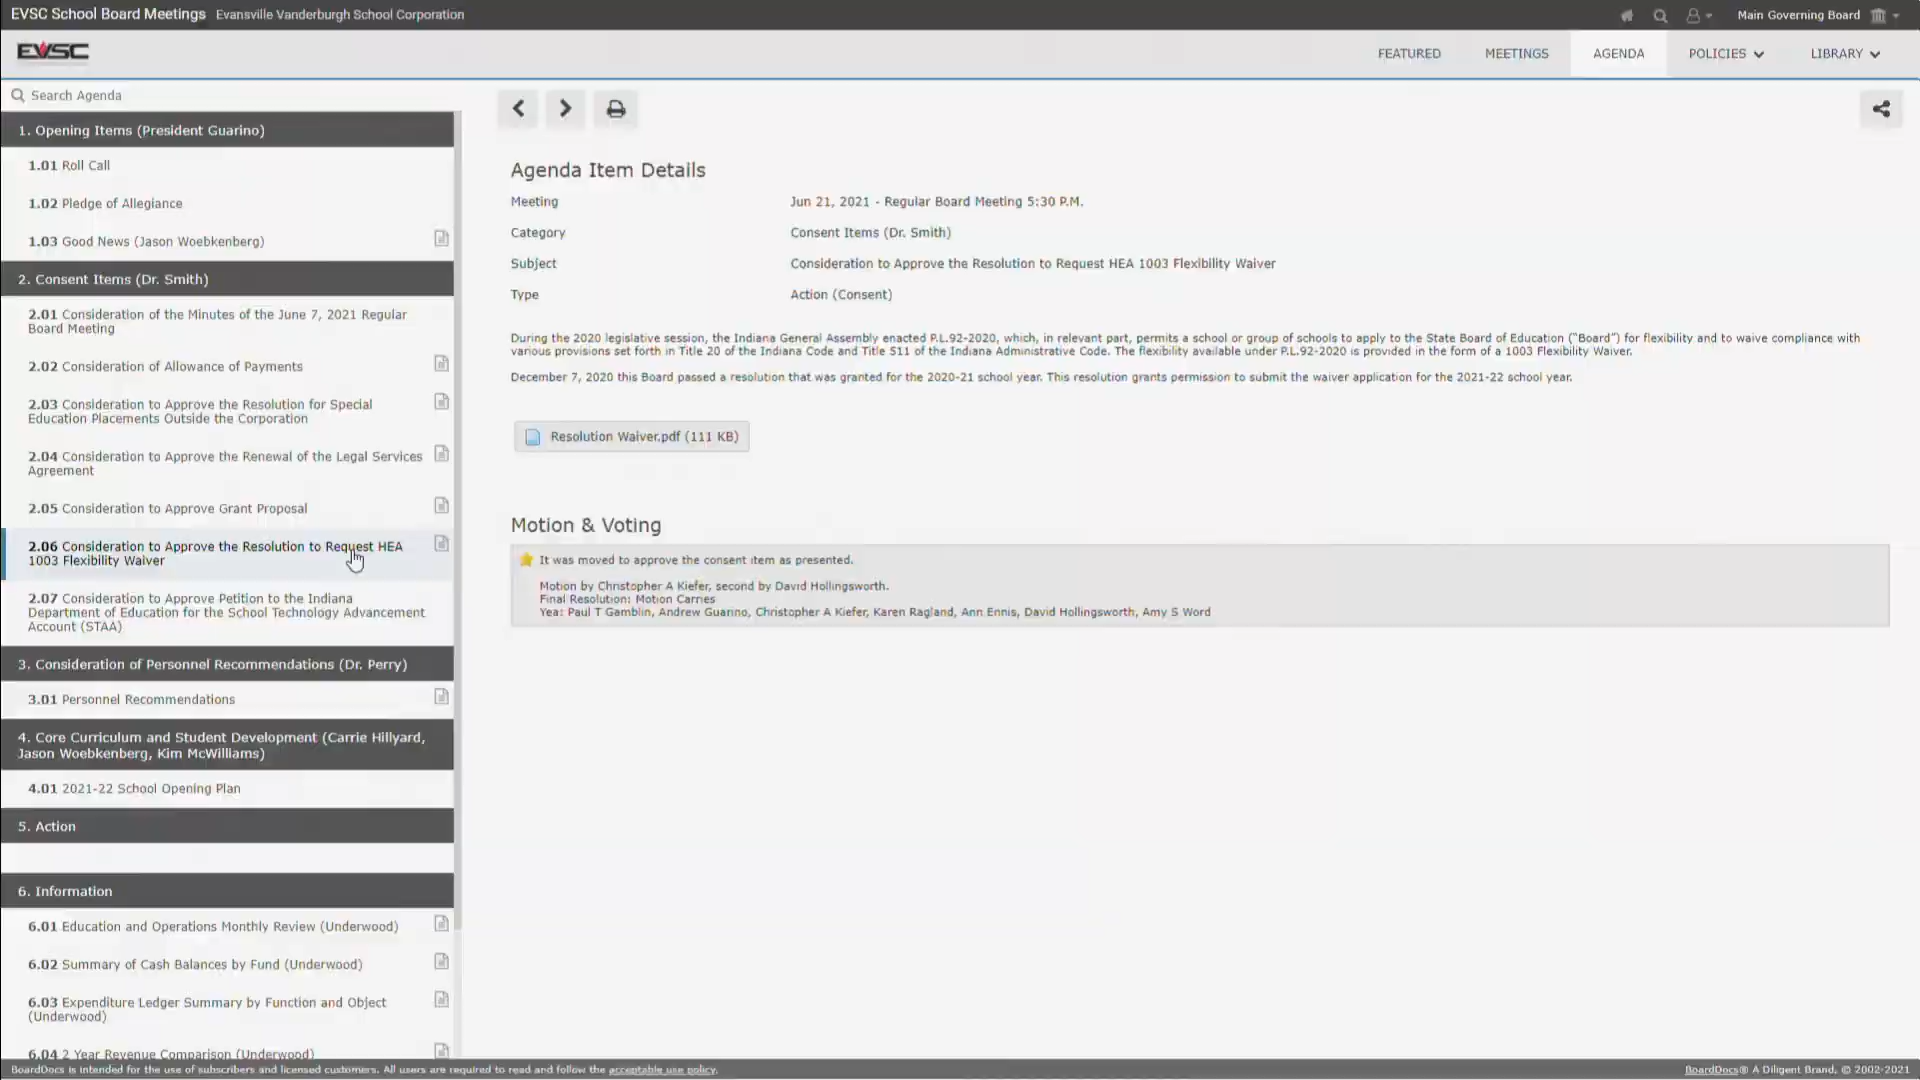 EVSC School Board Meetings Evansville Vanderburgh School Corporation
Main Governing Board
EVSC
FEATURED MEETINGS AGENDA POLICIES LIBRARY
Search Agenda
1. Opening Items (President Guarino)
1.01 Roll Call
1.02 Pledge of Allegiance
1.03 Good News (Jason Woebkenberg)
2. Consent Items (Dr. Smith)
2.01 Consideration of the Minutes of the June 7, 2021 Regular
Board Meeting
2.02 Consideration of Allowance of Payments
2.03 Consideration to Approve the Resolution for Special
Education Placements Outside the Corporation
2.04 Consideration to Approve the Renewal of the Legal Services
Agreement
2.05 Consideration to Approve Grant Proposal
2.06 Consideration to Approve the Resolution to Request HEA
1003 Flexibility Waiver
2.07 Consideration to Approve Petition to the Indiana
Department of Education for the School Technology Advancement
Account (STAA)
3. Consideration of Personnel Recommendations (Dr. Perry)
3.01 Personnel Recommendations
4. Core Curriculum and Student Development (Carrie Hillyard,
Jason Woebkenberg, Kim McWilliams)
4.01 2021-22 School Opening Plan
5. Action
6. Information
6.01 Education and Operations Monthly Review (Underwood)
6.02 Summary of Cash Balances by Fund (Underwood)
6.03 Expenditure Ledger Summary by Function and Object
(Underwood)
6.04 2 Year Revenue Comparison (Underwood)
Agenda Item Details
Meeting Jun 21, 2021 - Regular Board Meeting 5:30 P.M.
Category Consent Items (Dr. Smith)
Subject Consideration to Approve the Resolution to Request HEA 1003 Flexibility Waiver
Type Action (Consent)
During the 2020 legislative session, the Indiana General Assembly enacted P.L.92-2020, which, in relevant part, permits a school or group of schools to apply to the State Board of Education (“Board”) for flexibility and to waive compliance with
various provisions set forth in Title 20 of the Indiana Code and Title 511 of the Indiana Administrative Code. The flexibility available under P.L.92-2020 is provided in the form of a 1003 Flexibility Waiver.
December 7, 2020 this Board passed a resolution that was granted for the 2020-21 school year. This resolution grants permission to submit the waiver application for the 2021-22 school year.
Resolution Waiver.pdf (111 KB)
Motion & Voting
It was moved to approve the consent item as presented.
Motion by Christopher A Kiefer, second by David Hollingsworth.
Final Resolution: Motion Carries
Yea: Paul T Gamblin, Andrew Guarino, Christopher A Kiefer, Karen Ragland, Ann Ennis, David Hollingsworth, Amy S Word
BoardDocs is intended for the use of subscribers and licensed customers. All users are required to read and follow the acceptable use policy.
BoardDocs® A Diligent Brand, © 2002-2021